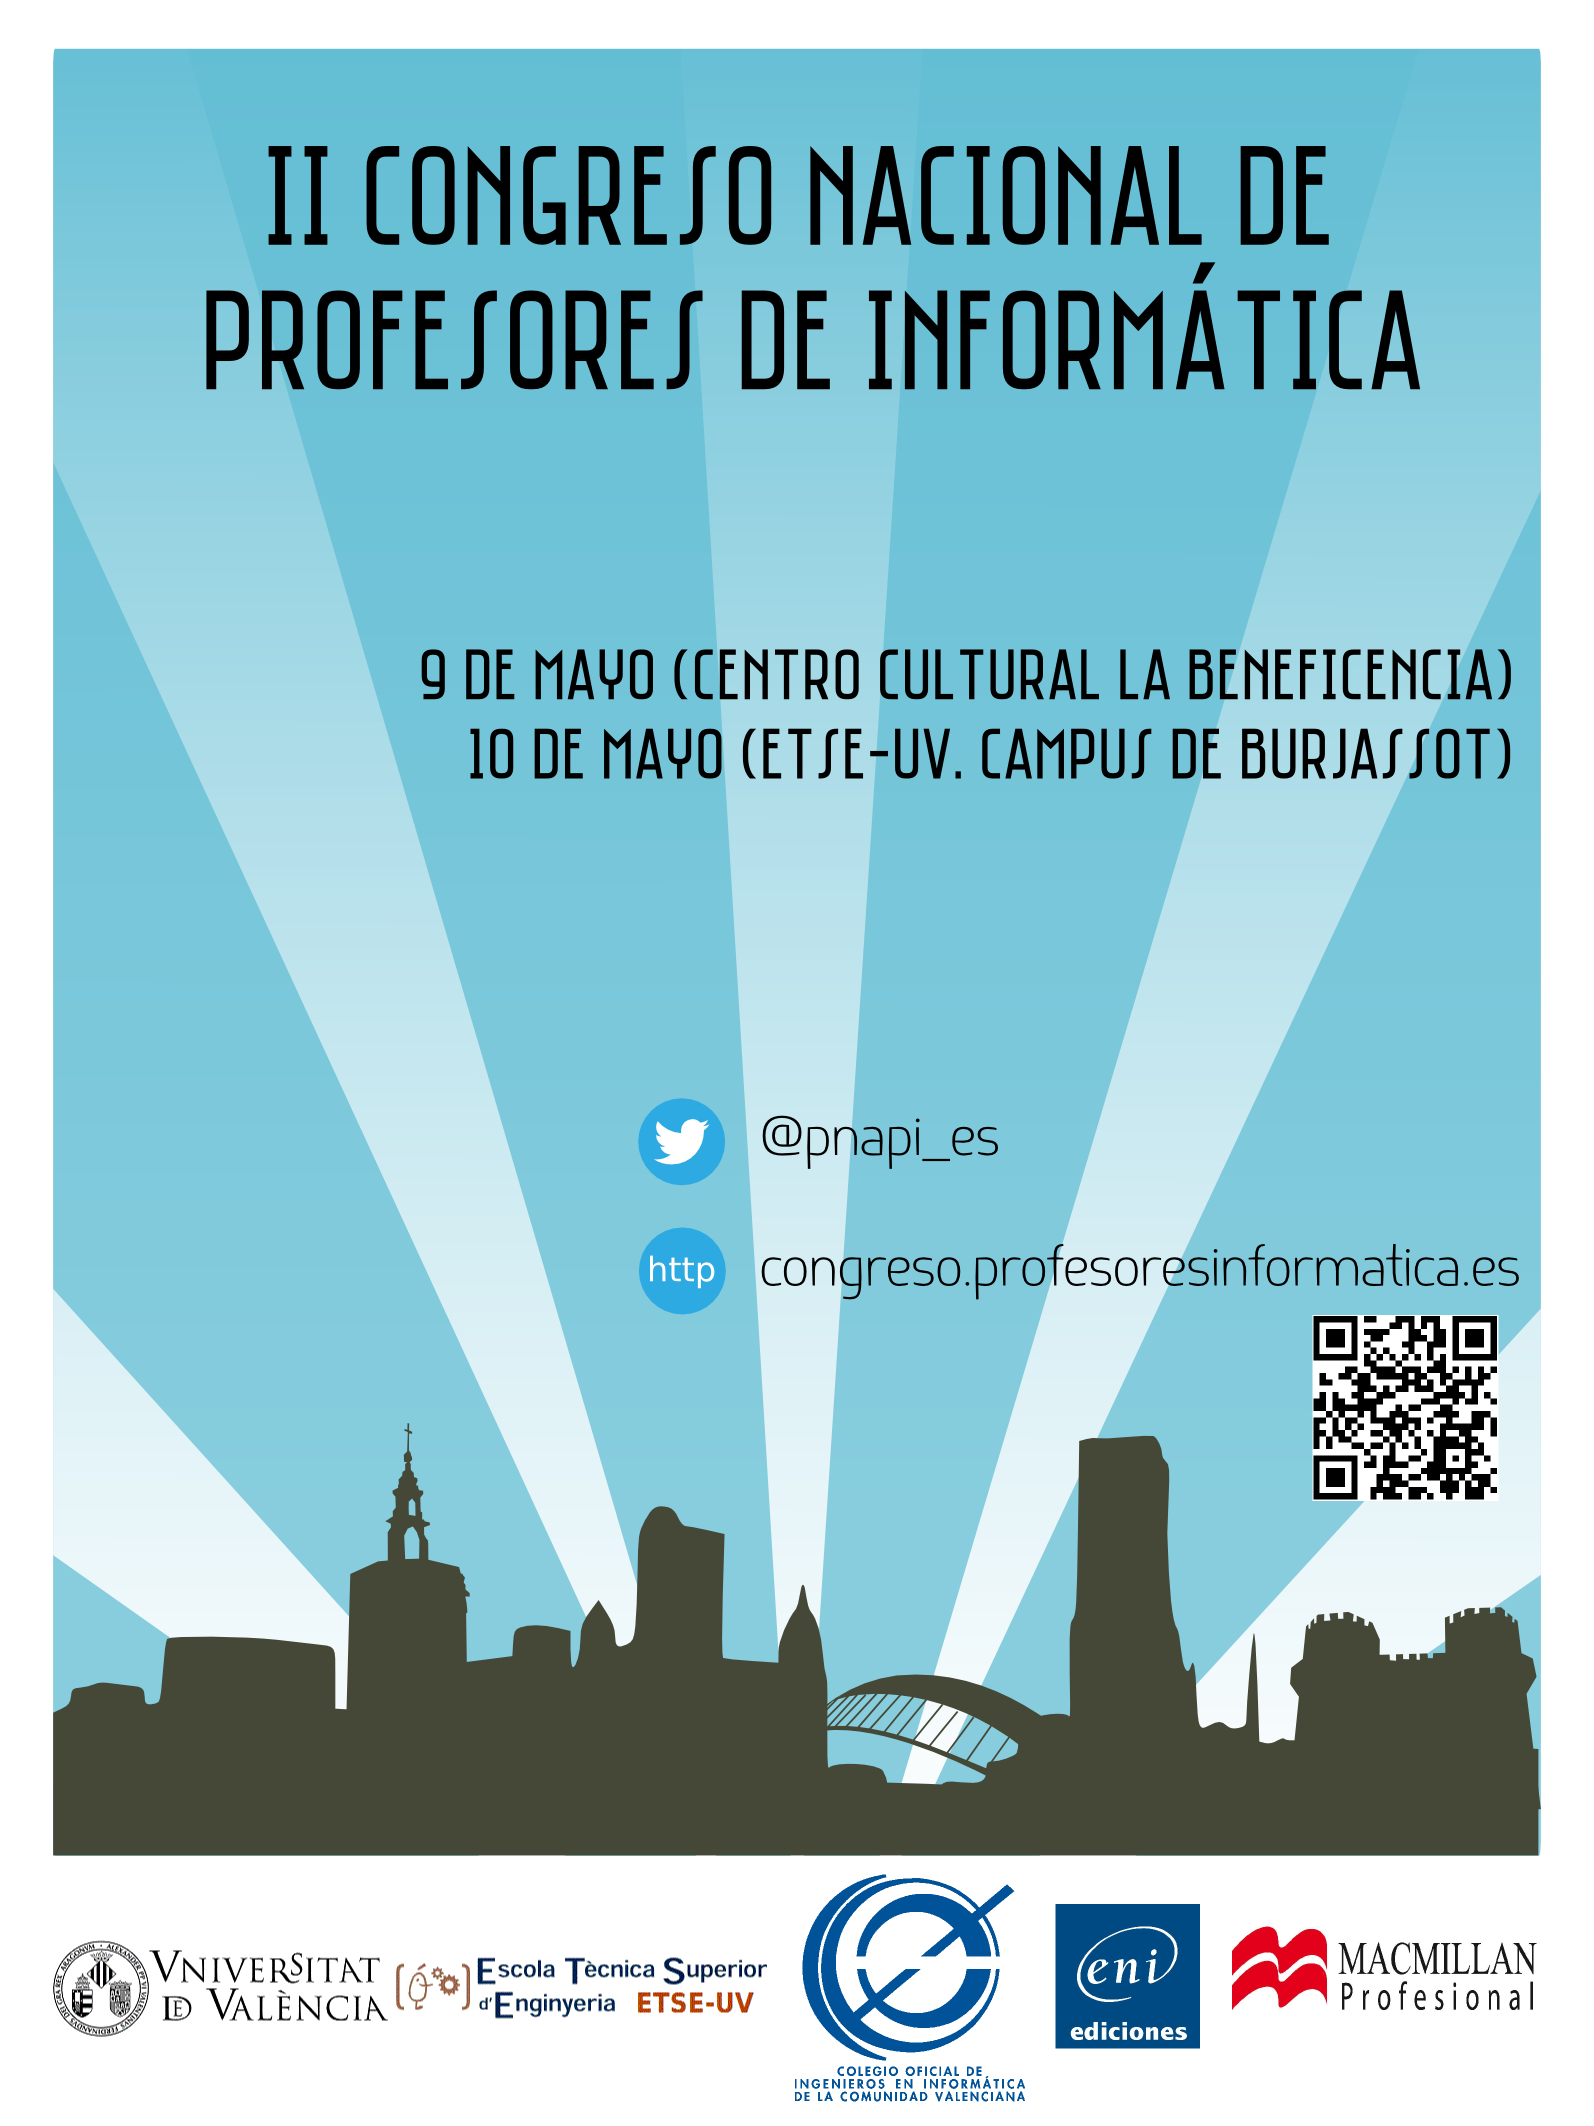 II CONGRESO NACIONAL DE
PROFESORES DE INFORMÁTICA
9 DE MAYO (CENTRO CULTURAL LA BENEFICENCIA)
10 DE MAYO (ETSE-UV. CAMPUS DE BURJASSOT)
@pnapi_es
http congreso.profesoresinformatica.es
VNIVERSITAT
DE VALÈNCIA
Escola Tècnica Superior
d'Enginyeria ETSE-UV
COLEGIO OFICIAL DE
INGENIEROS EN INFORMÁTICA
DE LA COMUNIDAD VALENCIANA
eni
ediciones
MACMILLAN
Profesional